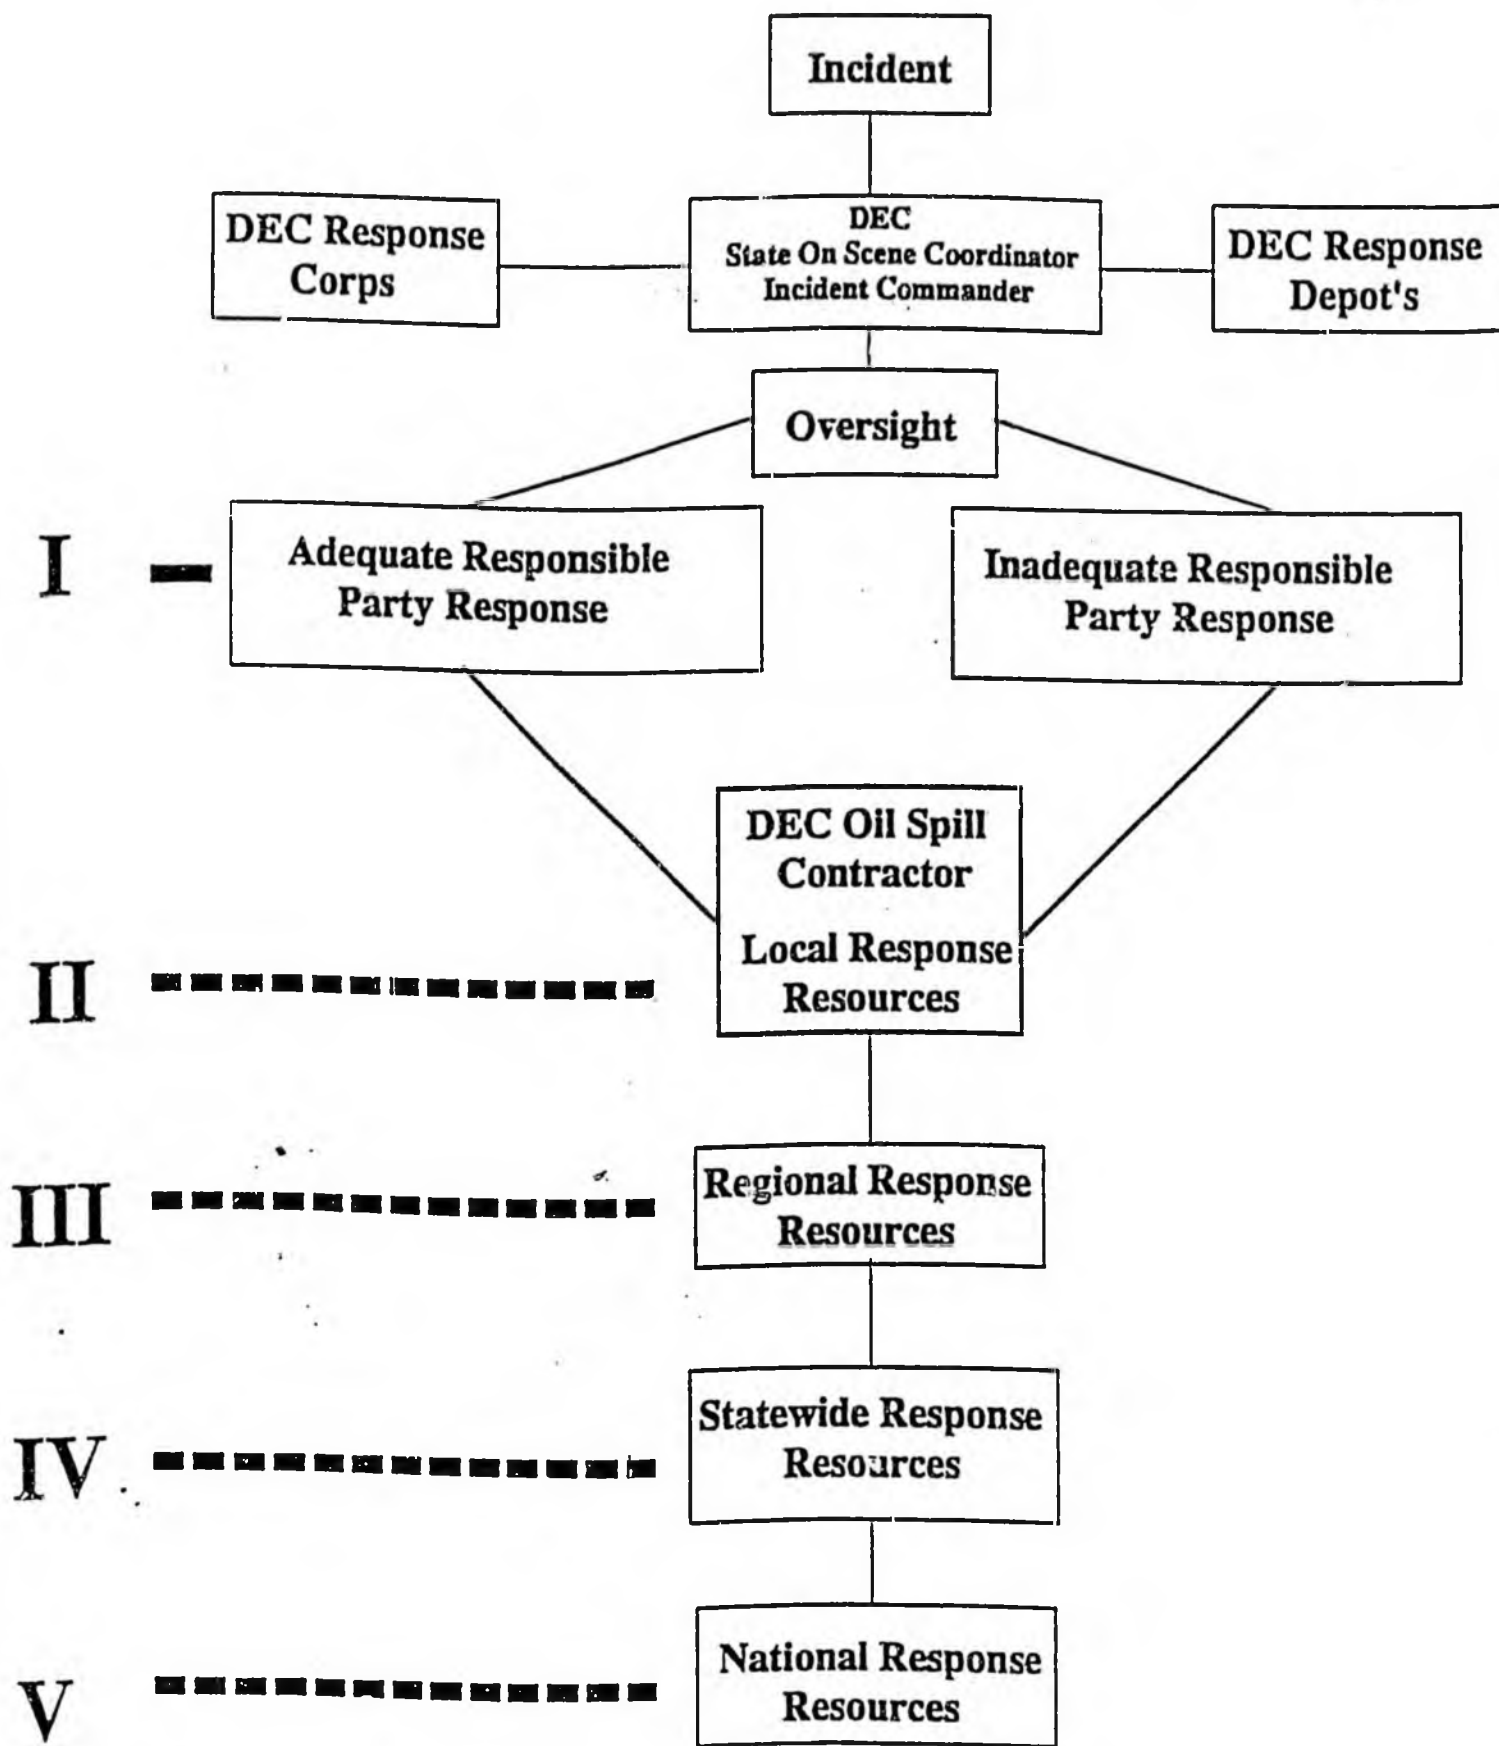 Incident
DEC Response
Corps
DEC
State On Scene Coordinator
Incident Commander
DEC Response
Depot's
Oversight
I
Adequate Responsible
Party Response
Inadequate Responsible
Party Response
DEC Oil Spill
Contractor
Local Response
Resources
II
III
Regional Response
Resources
IV
Statewide Response
Resources
V
National Response
Resources